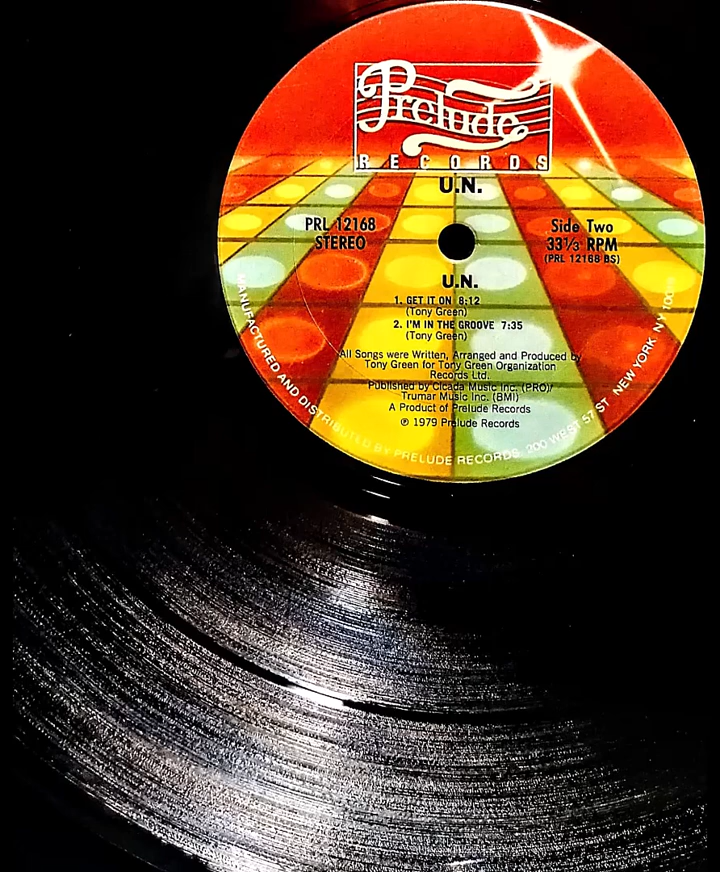 Prelude
RECORDS
U.N.
PRL 12168
STEREO
Side Two
33⅓ RPM
(PRL 12168 BS)
U.N.
1. GET IT ON 8:12
(Tony Green)
2. I'M IN THE GROOVE 7:35
(Tony Green)
All Songs were Written, Arranged and Produced by
Tony Green for Tony Green Organization
Records Ltd.
Published by Cicada Music Inc. (PRO)/
Trumar Music Inc. (BMI)
A Product of Prelude Records
℗ 1979 Prelude Records
MANUFACTURED AND DISTRIBUTED BY PRELUDE RECORDS, 200 WEST 57 ST NEW YORK NY